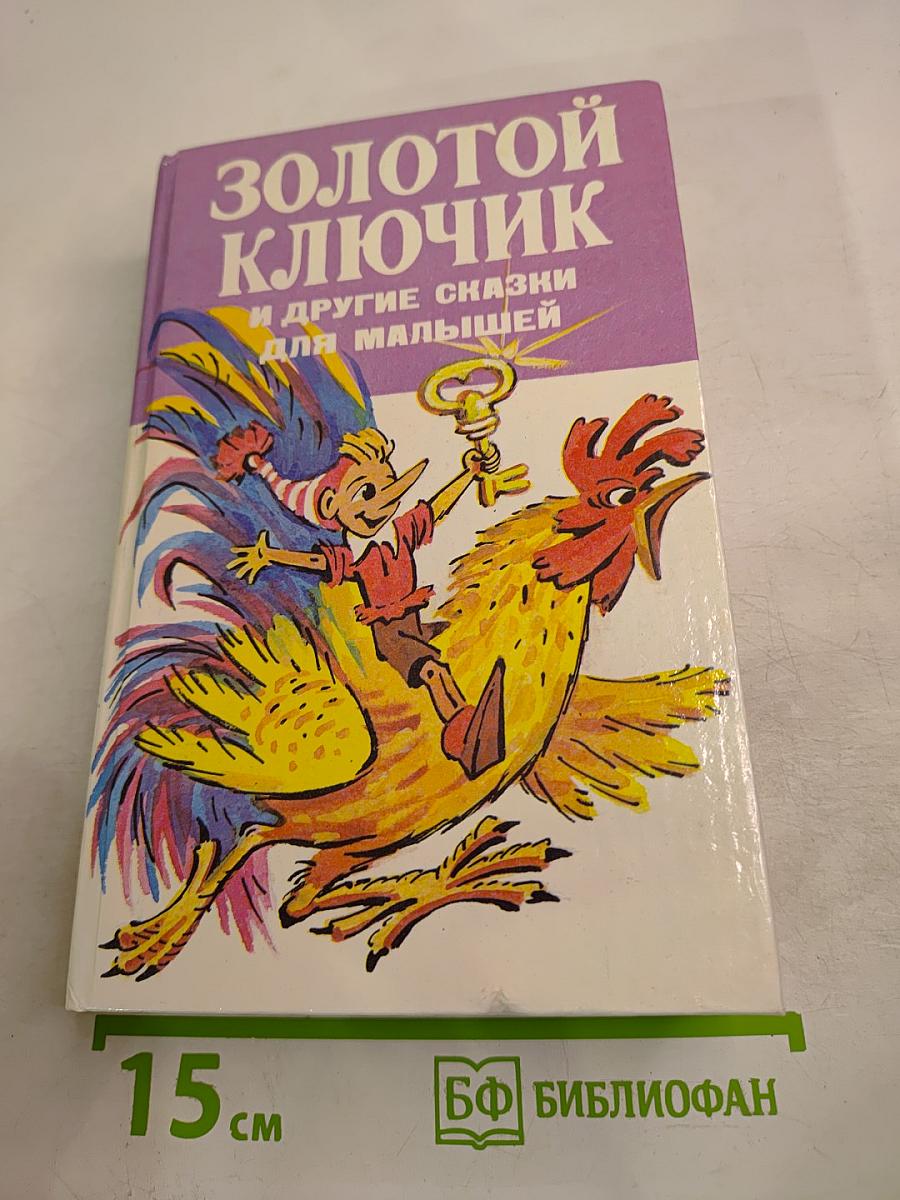 ЗОЛОТОЙ
КЛЮЧИК
И ДРУГИЕ СКАЗКИ
ДЛЯ МАЛЫШЕЙ
15 см
БФ БИБЛИОФАН